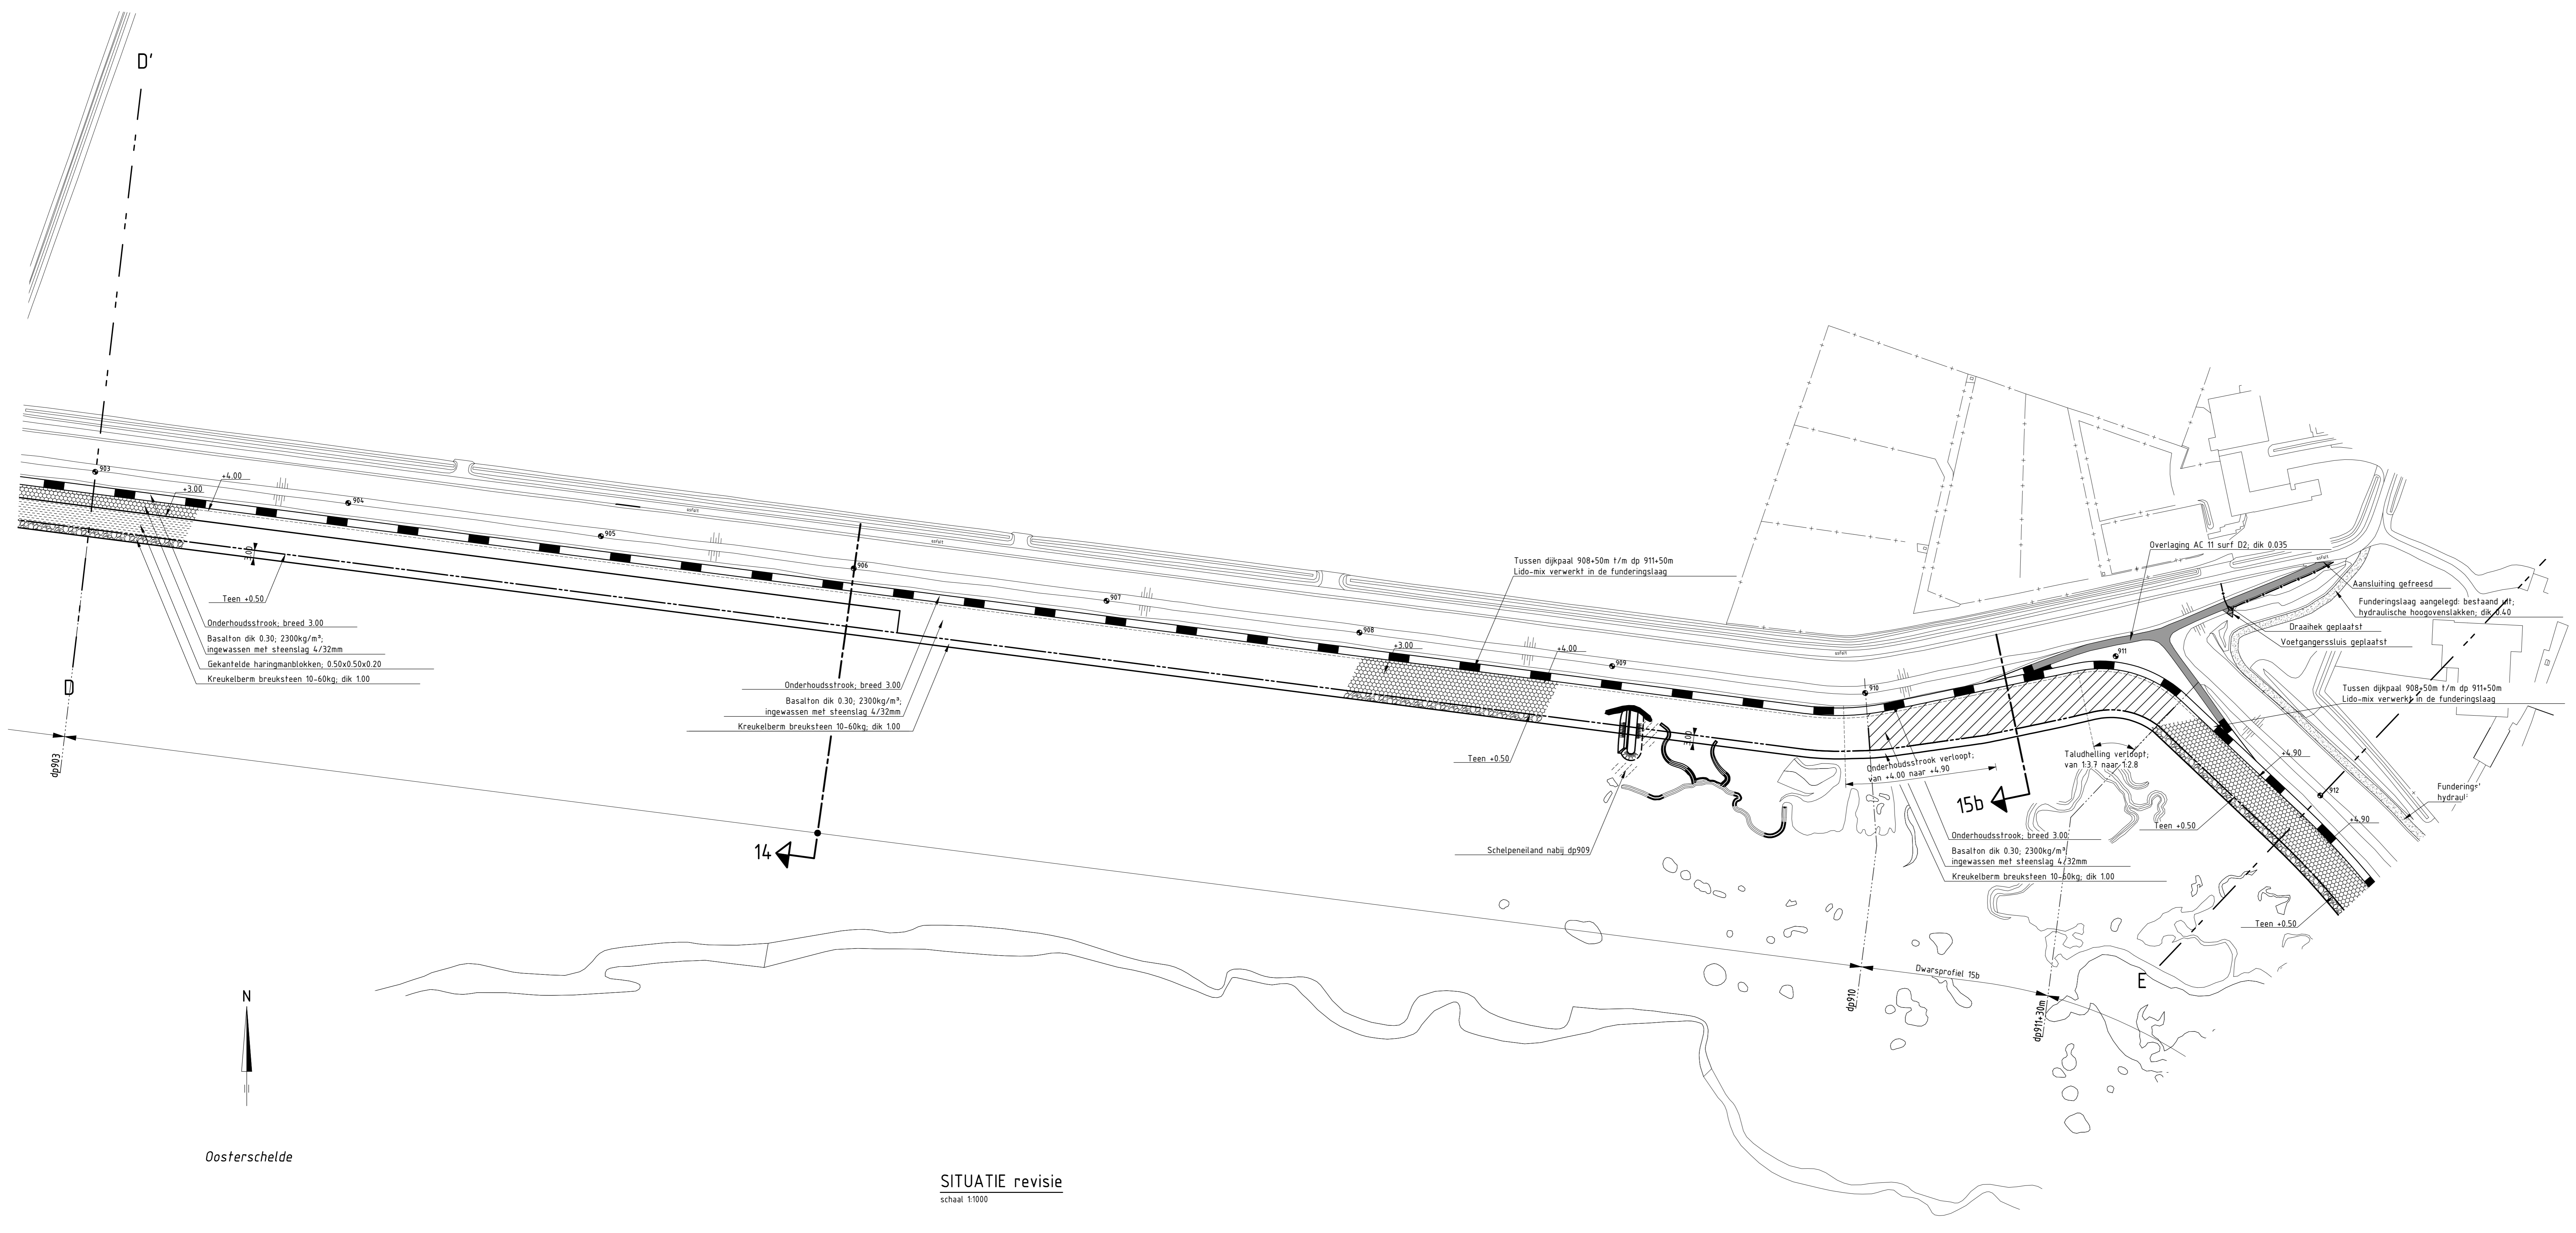 D'
903
+4.00
+3.00
904
905
asfalt
asfalt
906
907
908
909
asfalt
910
911
asfalt
912
3.00
Teen +0.50
Onderhoudsstrook; breed 3.00
Basalton dik 0.30; 2300kg/m³;
ingewassen met steenslag 4/32mm
Gekantelde haringmanblokken; 0.50x0.50x0.20
Kreukelberm breuksteen 10-60kg; dik 1.00
D
dp903
Onderhoudsstrook; breed 3.00
Basalton dik 0.30; 2300kg/m³;
ingewassen met steenslag 4/32mm
Kreukelberm breuksteen 10-60kg; dik 1.00
14
Tussen dijkpaal 908+50m t/m dp 911+50m
Lido-mix verwerkt in de funderingslaag
+3.00
+4.00
Teen +0.50
3.00
Schelpeneiland nabij dp909
Overlaging AC 11 surf D2; dik 0.035
Aansluiting gefreesd
Funderingslaag aangelegd: bestaand uit;
hydraulische hoogovenslakken; dik 0.40
Draaihek geplaatst
Voetgangerssluis geplaatst
Tussen dijkpaal 908+50m t/m dp 911+50m
Lido-mix verwerkt in de funderingslaag
Onderhoudsstrook verloopt;
van +4.00 naar +4.90
Taludhelling verloopt;
van 1:3.7 naar 1:2.8
+4.90
Funderings
hydraul
15b
+4.90
Teen +0.50
Onderhoudsstrook; breed 3.00
Basalton dik 0.30; 2300kg/m³
ingewassen met steenslag 4/32mm
Kreukelberm breuksteen 10-60kg; dik 1.00
Teen +0.50
Dwarsprofiel 15b
E
dp910
dp911+30m
N
Oosterschelde
SITUATIE revisie
schaal 1:1000